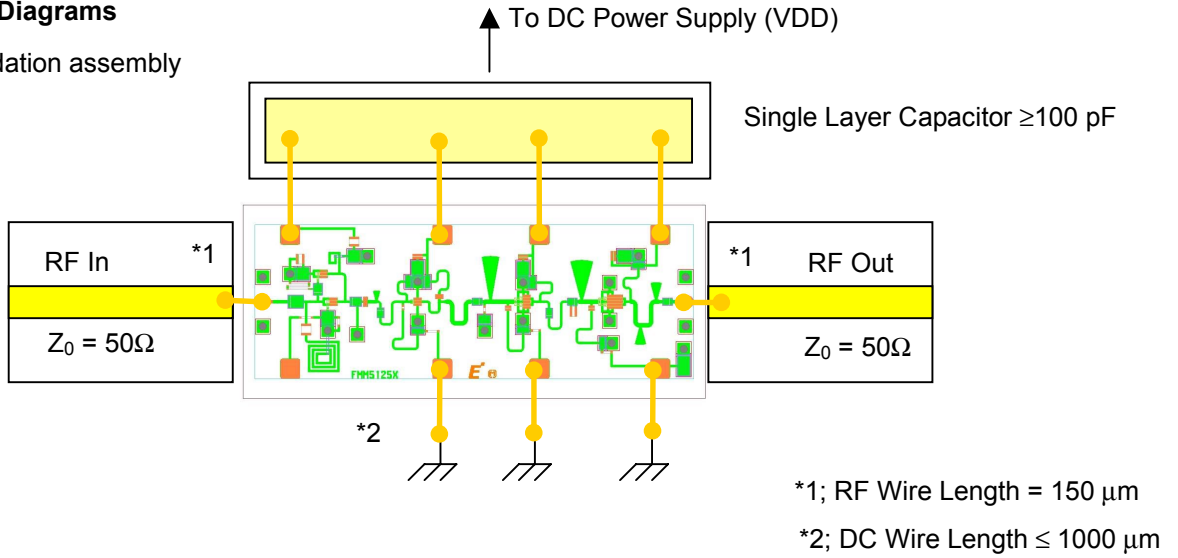 Diagrams
To DC Power Supply (VDD)
dation assembly
Single Layer Capacitor ≥100 pF
RF In
*1
*1
RF Out
Z₀ = 50Ω
Z₀ = 50Ω
FMM5125X
*2
*1; RF Wire Length = 150 μm
*2; DC Wire Length ≤ 1000 μm